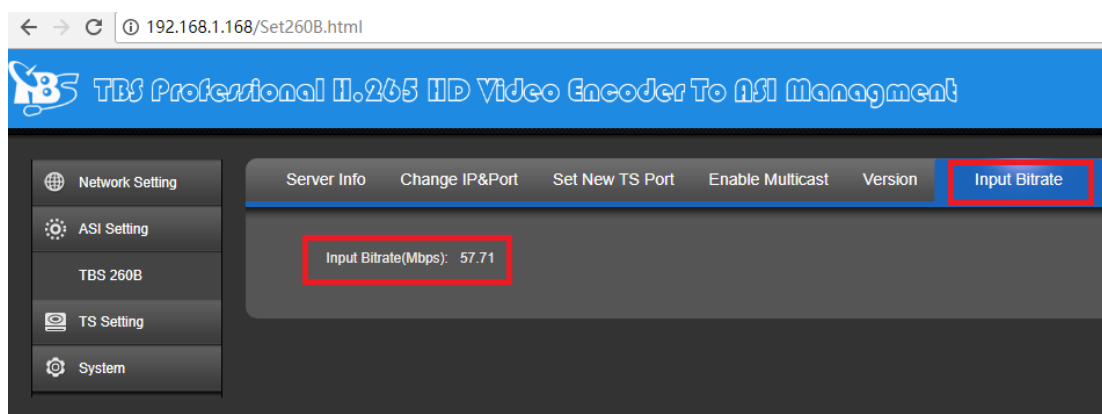 192.168.1.168/Set260B.html
TBS TBS Professional H.265 HD Video Encoder To ASI Managment
Network Setting
Server Info Change IP&Port Set New TS Port Enable Multicast Version Input Bitrate
ASI Setting
Input Bitrate(Mbps): 57.71
TBS 260B
TS Setting
System